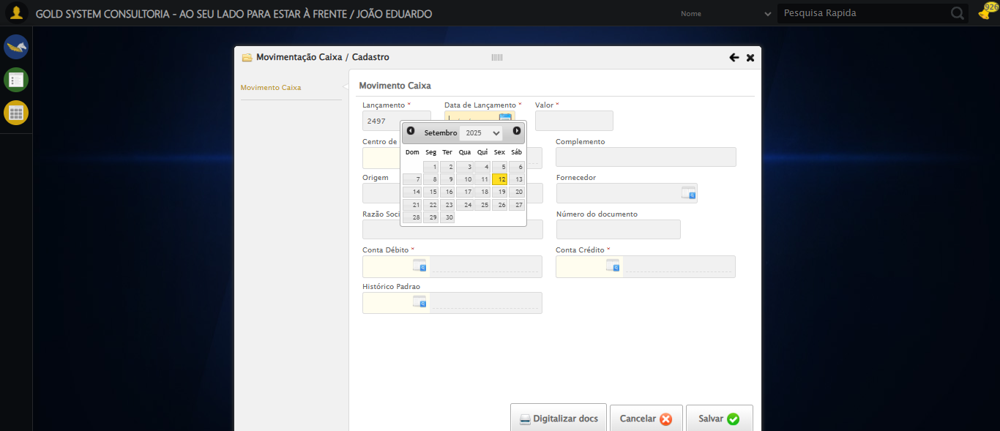 GOLD SYSTEM CONSULTORIA - AO SEU LADO PARA ESTAR À FRENTE / JOÃO EDUARDO
Nome
Pesquisa Rapida
926
Movimentação Caixa / Cadastro
Movimento Caixa
Movimento Caixa
Lançamento * Data de Lançamento * Valor *
2497
Setembro 2025
Dom Seg Ter Qua Qui Sex Sáb
1 2 3 4 5 6
7 8 9 10 11 12 13
14 15 16 17 18 19 20
21 22 23 24 25 26 27
28 29 30
Centro de
Complemento
Origem
Fornecedor
Razão Soci
Número do documento
Conta Débito *
Conta Crédito *
Histórico Padrao
Digitalizar docs
Cancelar
Salvar